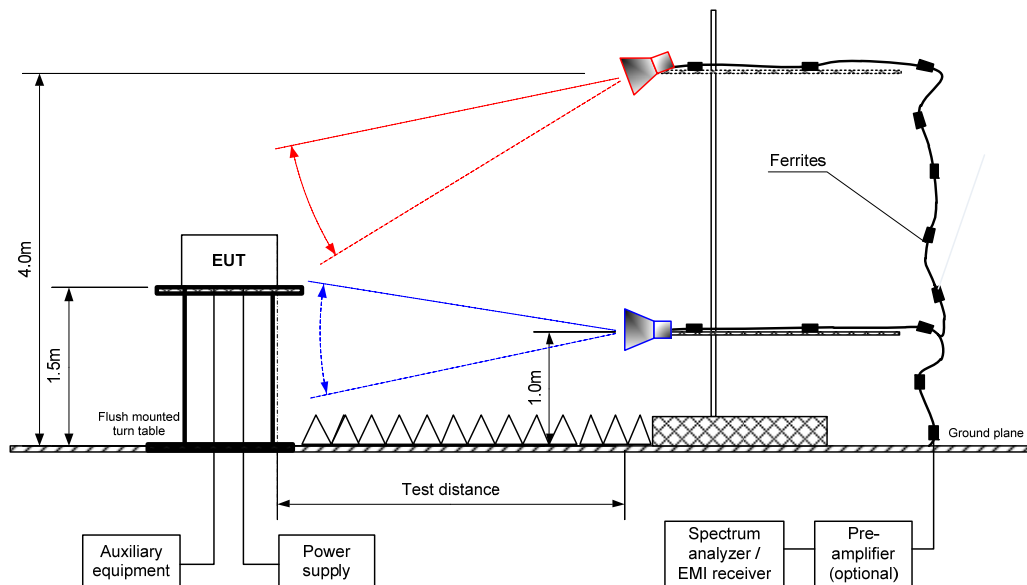 Ferrites
EUT
4.0m
1.5m
1.0m
Flush mounted
turn table
Ground plane
Test distance
Auxiliary
equipment
Power
supply
Spectrum
analyzer /
EMI receiver
Pre-
amplifier
(optional)